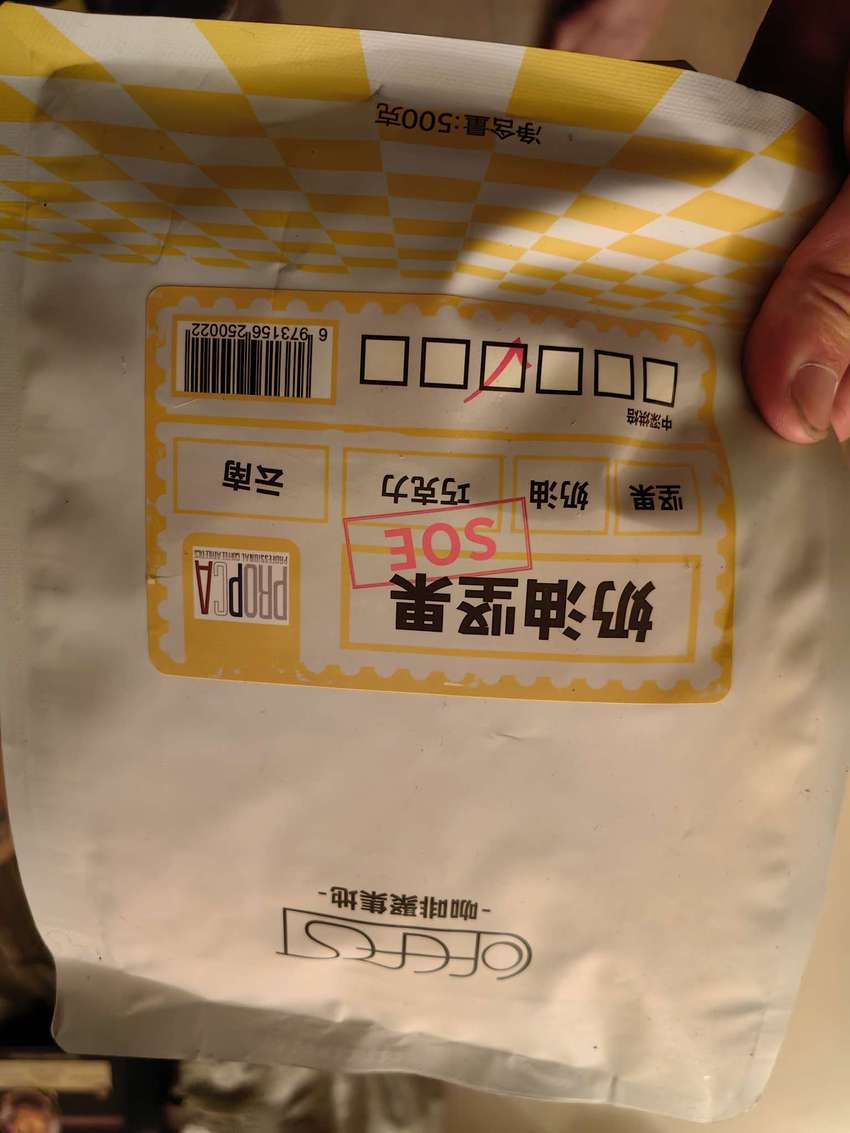 COFEFEST
-咖啡聚集地-
奶油坚果
SOE
PROPCA
PROFESSIONAL COFFEE ATHLETICS
坚果 奶油 巧克力 云南
中深烘焙
6 973156 250022
净含量:500克